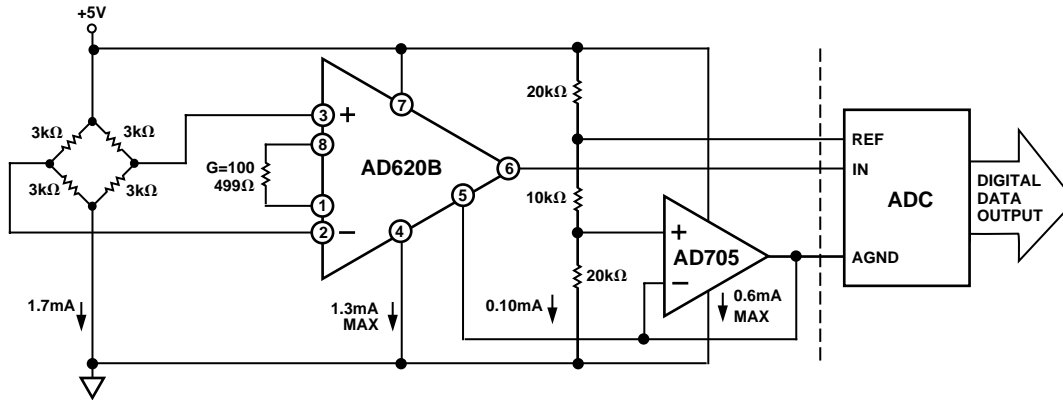 +5V
3kΩ
3kΩ
3kΩ
3kΩ
1.7mA
3
8
1
2
+
−
G=100
499Ω
AD620B
7
6
5
4
1.3mA
MAX
20kΩ
10kΩ
20kΩ
0.10mA
+
−
AD705
0.6mA
MAX
REF
IN
ADC
AGND
DIGITAL
DATA
OUTPUT